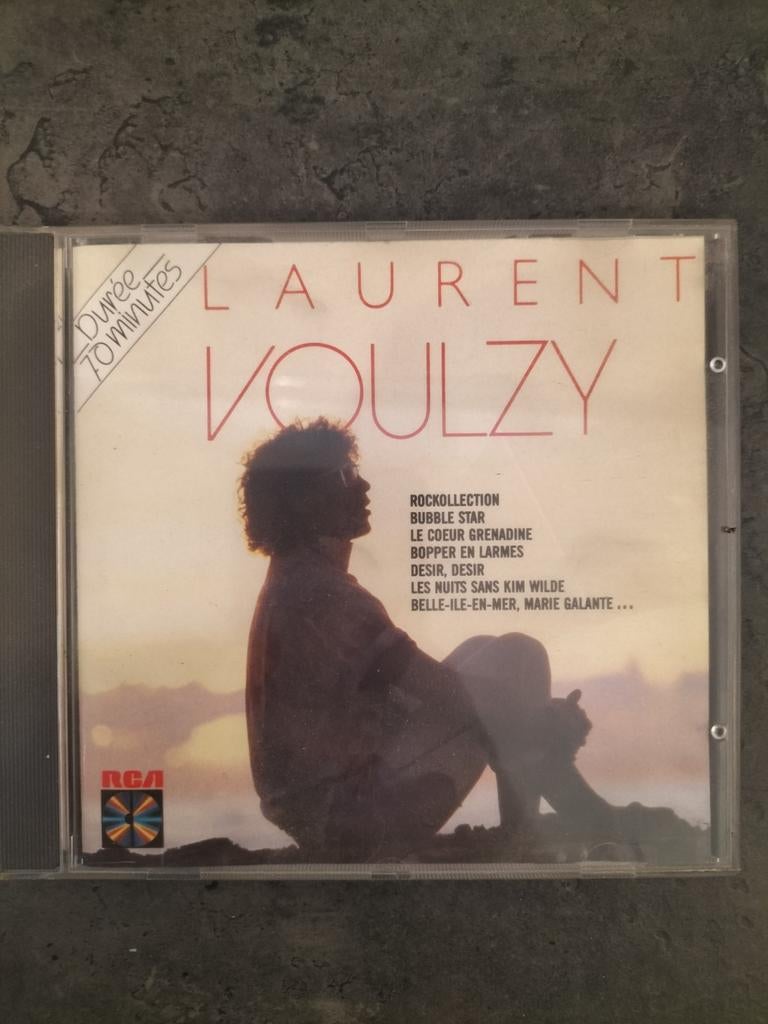 Durée
70 minutes
LAURENT
VOULZY
ROCKOLLECTION
BUBBLE STAR
LE COEUR GRENADINE
BOPPER EN LARMES
DESIR, DESIR
LES NUITS SANS KIM WILDE
BELLE-ILE-EN-MER, MARIE GALANTE ...
RCA